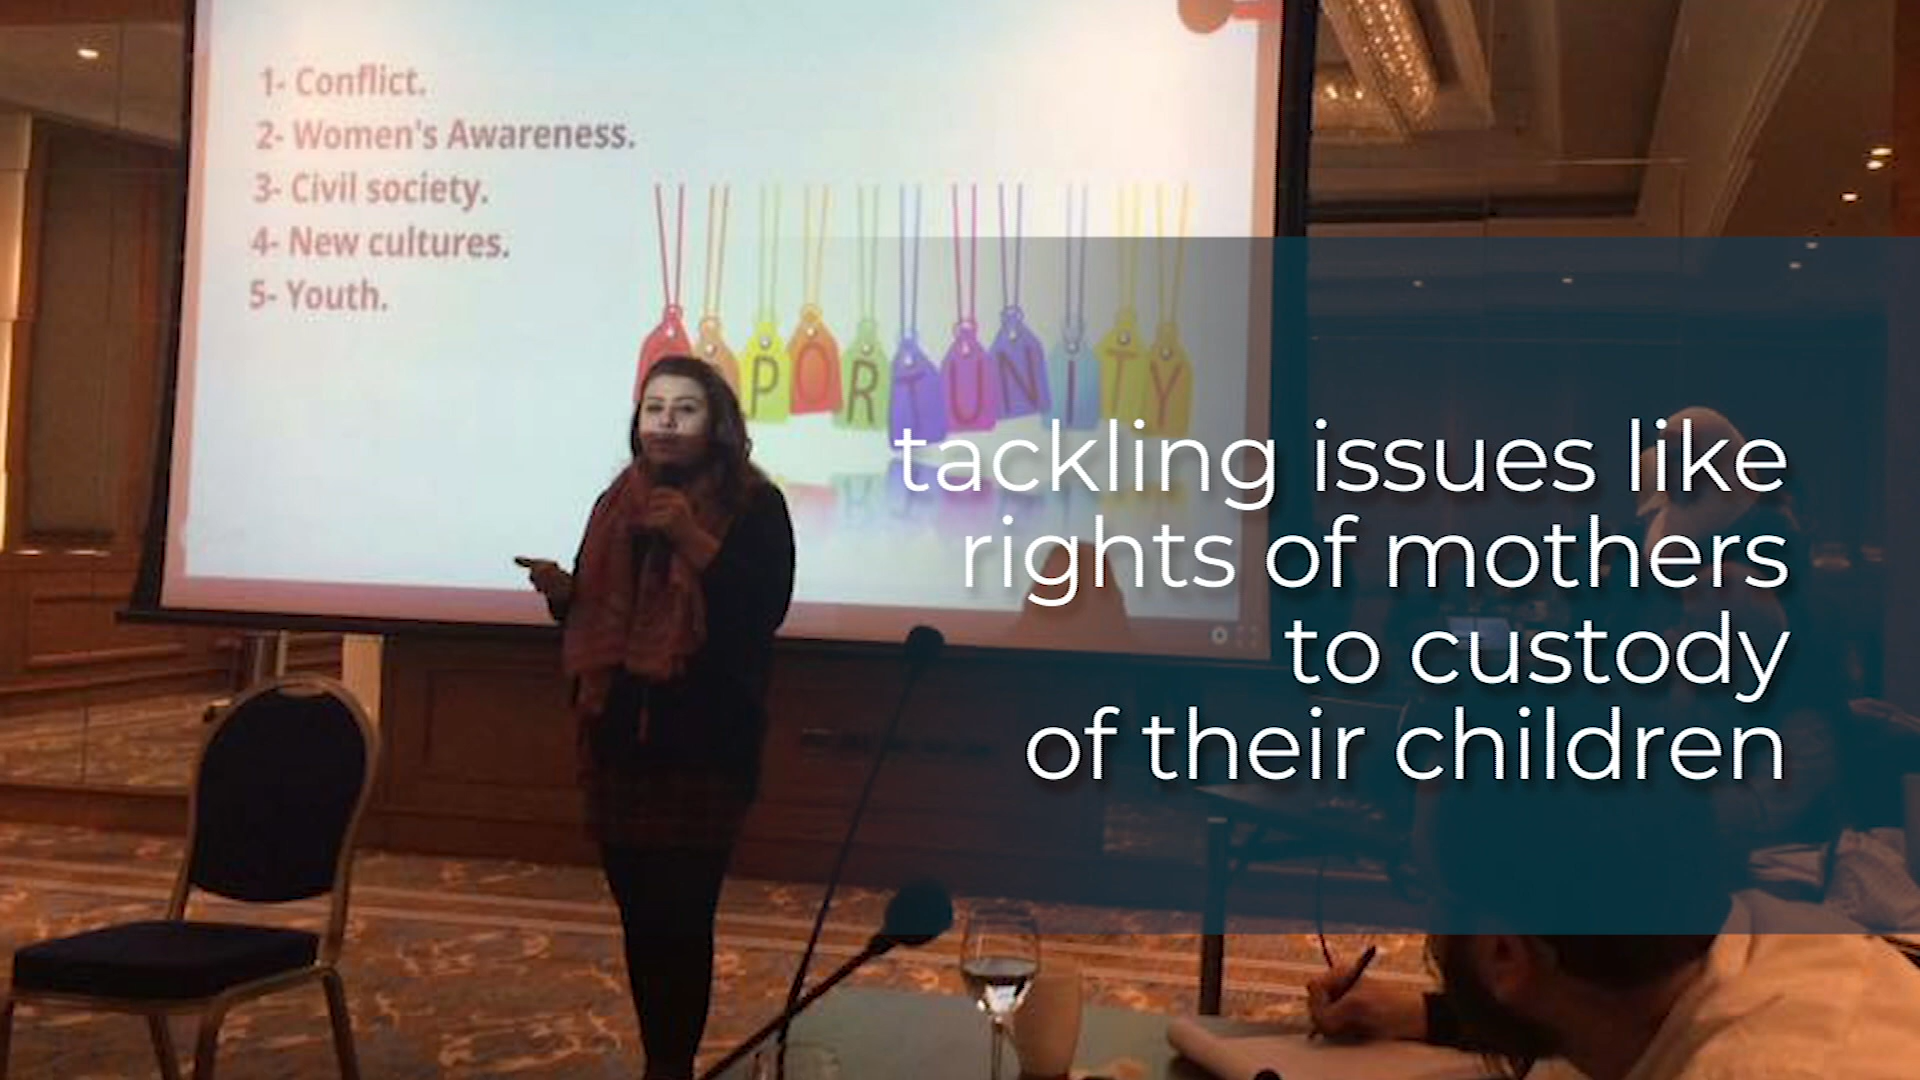 1- Conflict.
2- Women's Awareness.
3- Civil society.
4- New cultures.
5- Youth.
PORTUNITY
tackling issues like
rights of mothers
to custody
of their children